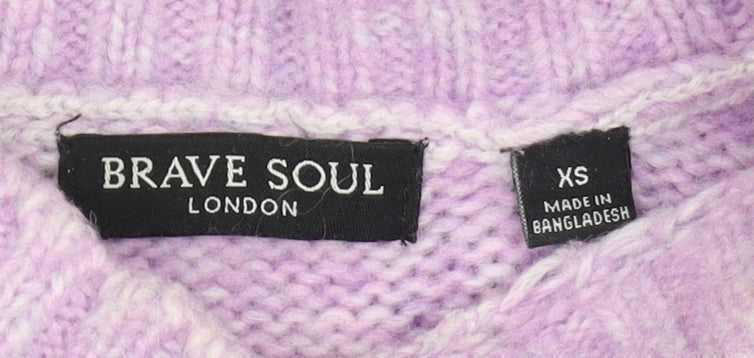 BRAVE SOUL
LONDON
XS
MADE IN
BANGLADESH